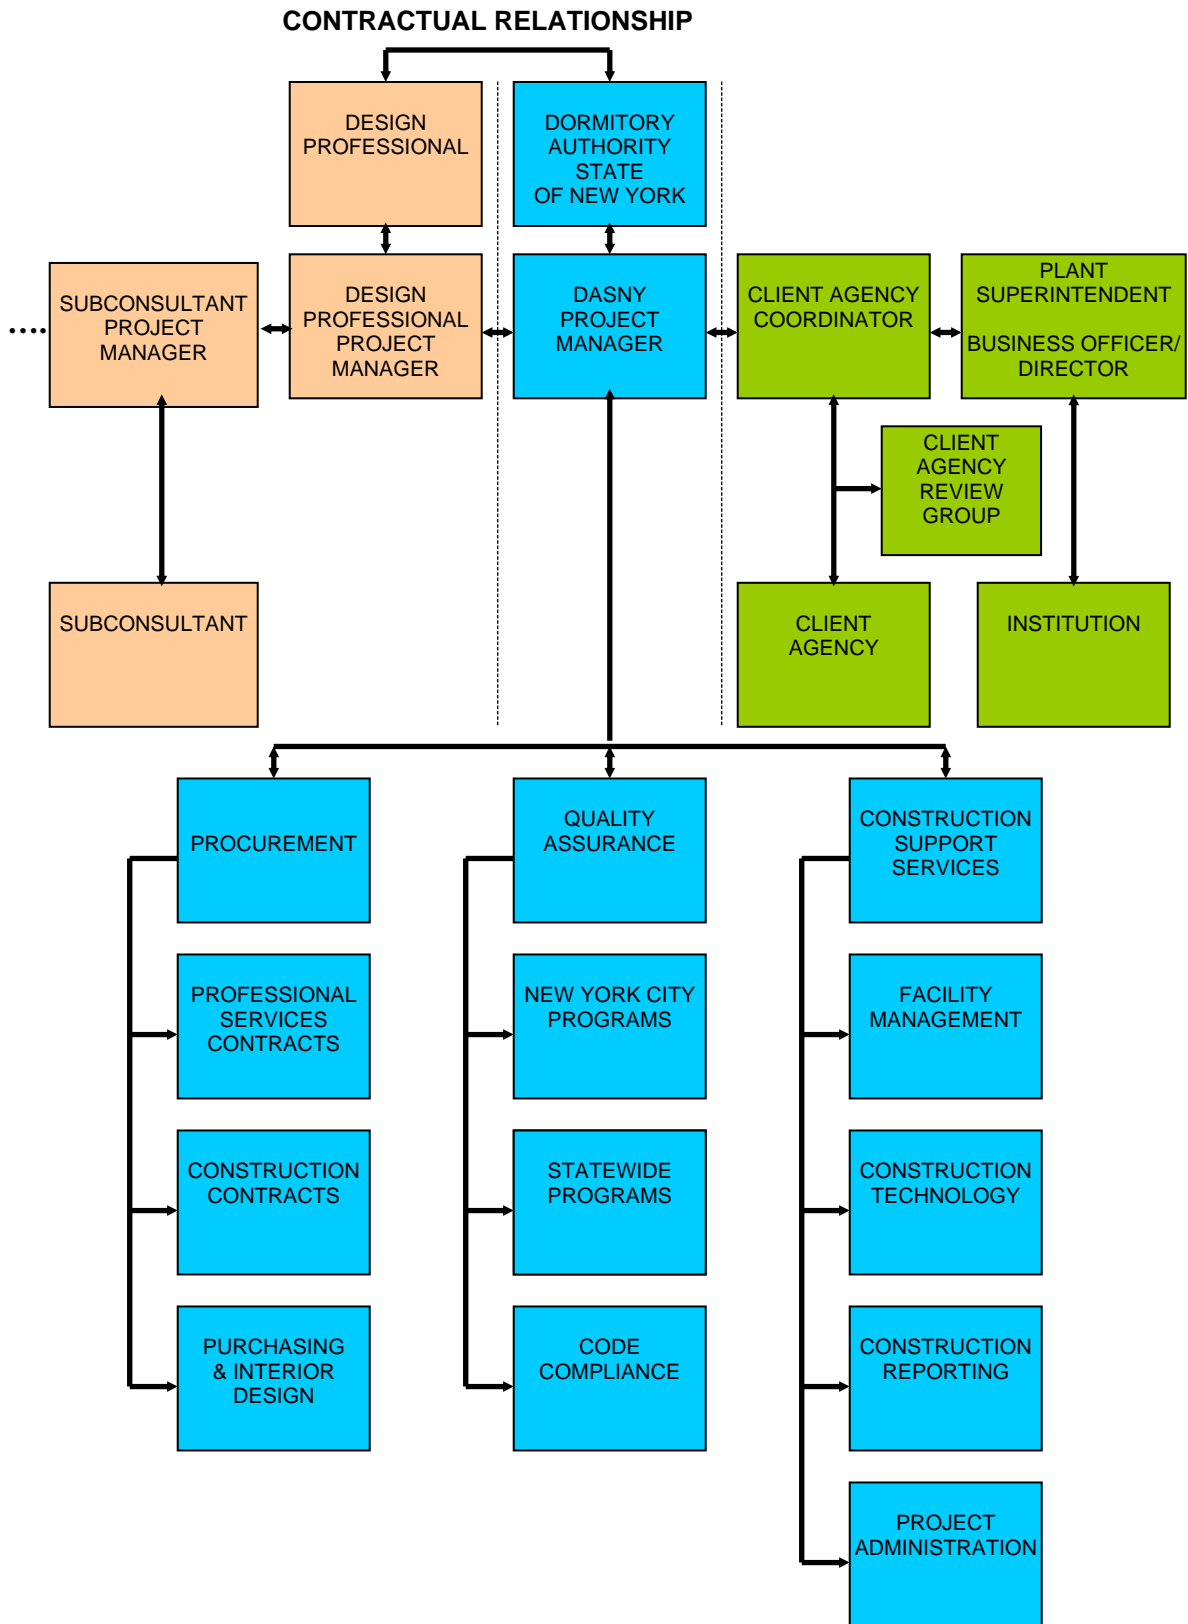 CONTRACTUAL RELATIONSHIP
DESIGN
PROFESSIONAL
DORMITORY
AUTHORITY
STATE
OF NEW YORK
SUBCONSULTANT
PROJECT
MANAGER
DESIGN
PROFESSIONAL
PROJECT
MANAGER
DASNY
PROJECT
MANAGER
CLIENT AGENCY
COORDINATOR
PLANT
SUPERINTENDENT
BUSINESS OFFICER/
DIRECTOR
CLIENT
AGENCY
REVIEW
GROUP
SUBCONSULTANT
CLIENT
AGENCY
INSTITUTION
PROCUREMENT
QUALITY
ASSURANCE
CONSTRUCTION
SUPPORT
SERVICES
PROFESSIONAL
SERVICES
CONTRACTS
NEW YORK CITY
PROGRAMS
FACILITY
MANAGEMENT
CONSTRUCTION
CONTRACTS
STATEWIDE
PROGRAMS
CONSTRUCTION
TECHNOLOGY
PURCHASING
& INTERIOR
DESIGN
CODE
COMPLIANCE
CONSTRUCTION
REPORTING
PROJECT
ADMINISTRATION